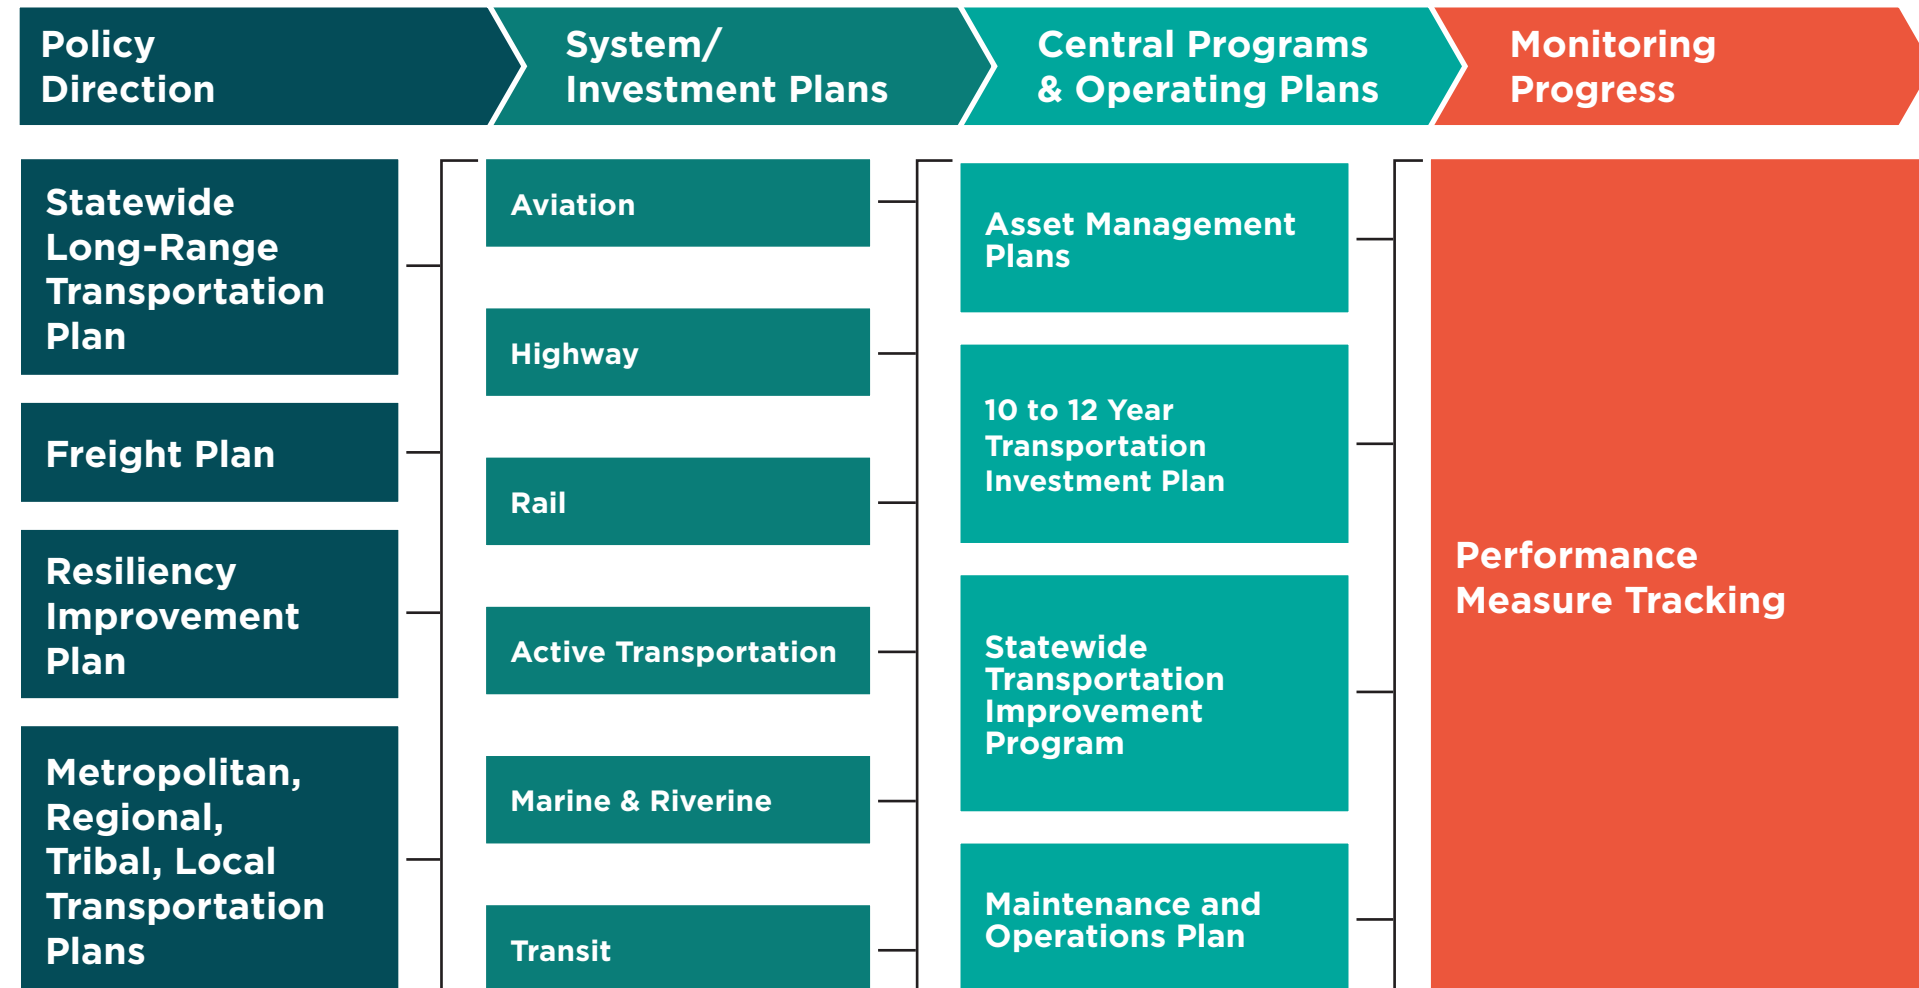 Policy
Direction
System/
Investment Plans
Central Programs
& Operating Plans
Monitoring
Progress
Statewide
Long-Range
Transportation
Plan
Freight Plan
Resiliency
Improvement
Plan
Metropolitan,
Regional,
Tribal, Local
Transportation
Plans
Aviation
Highway
Rail
Active Transportation
Marine & Riverine
Transit
Asset Management
Plans
10 to 12 Year
Transportation
Investment Plan
Statewide
Transportation
Improvement
Program
Maintenance and
Operations Plan
Performance
Measure Tracking